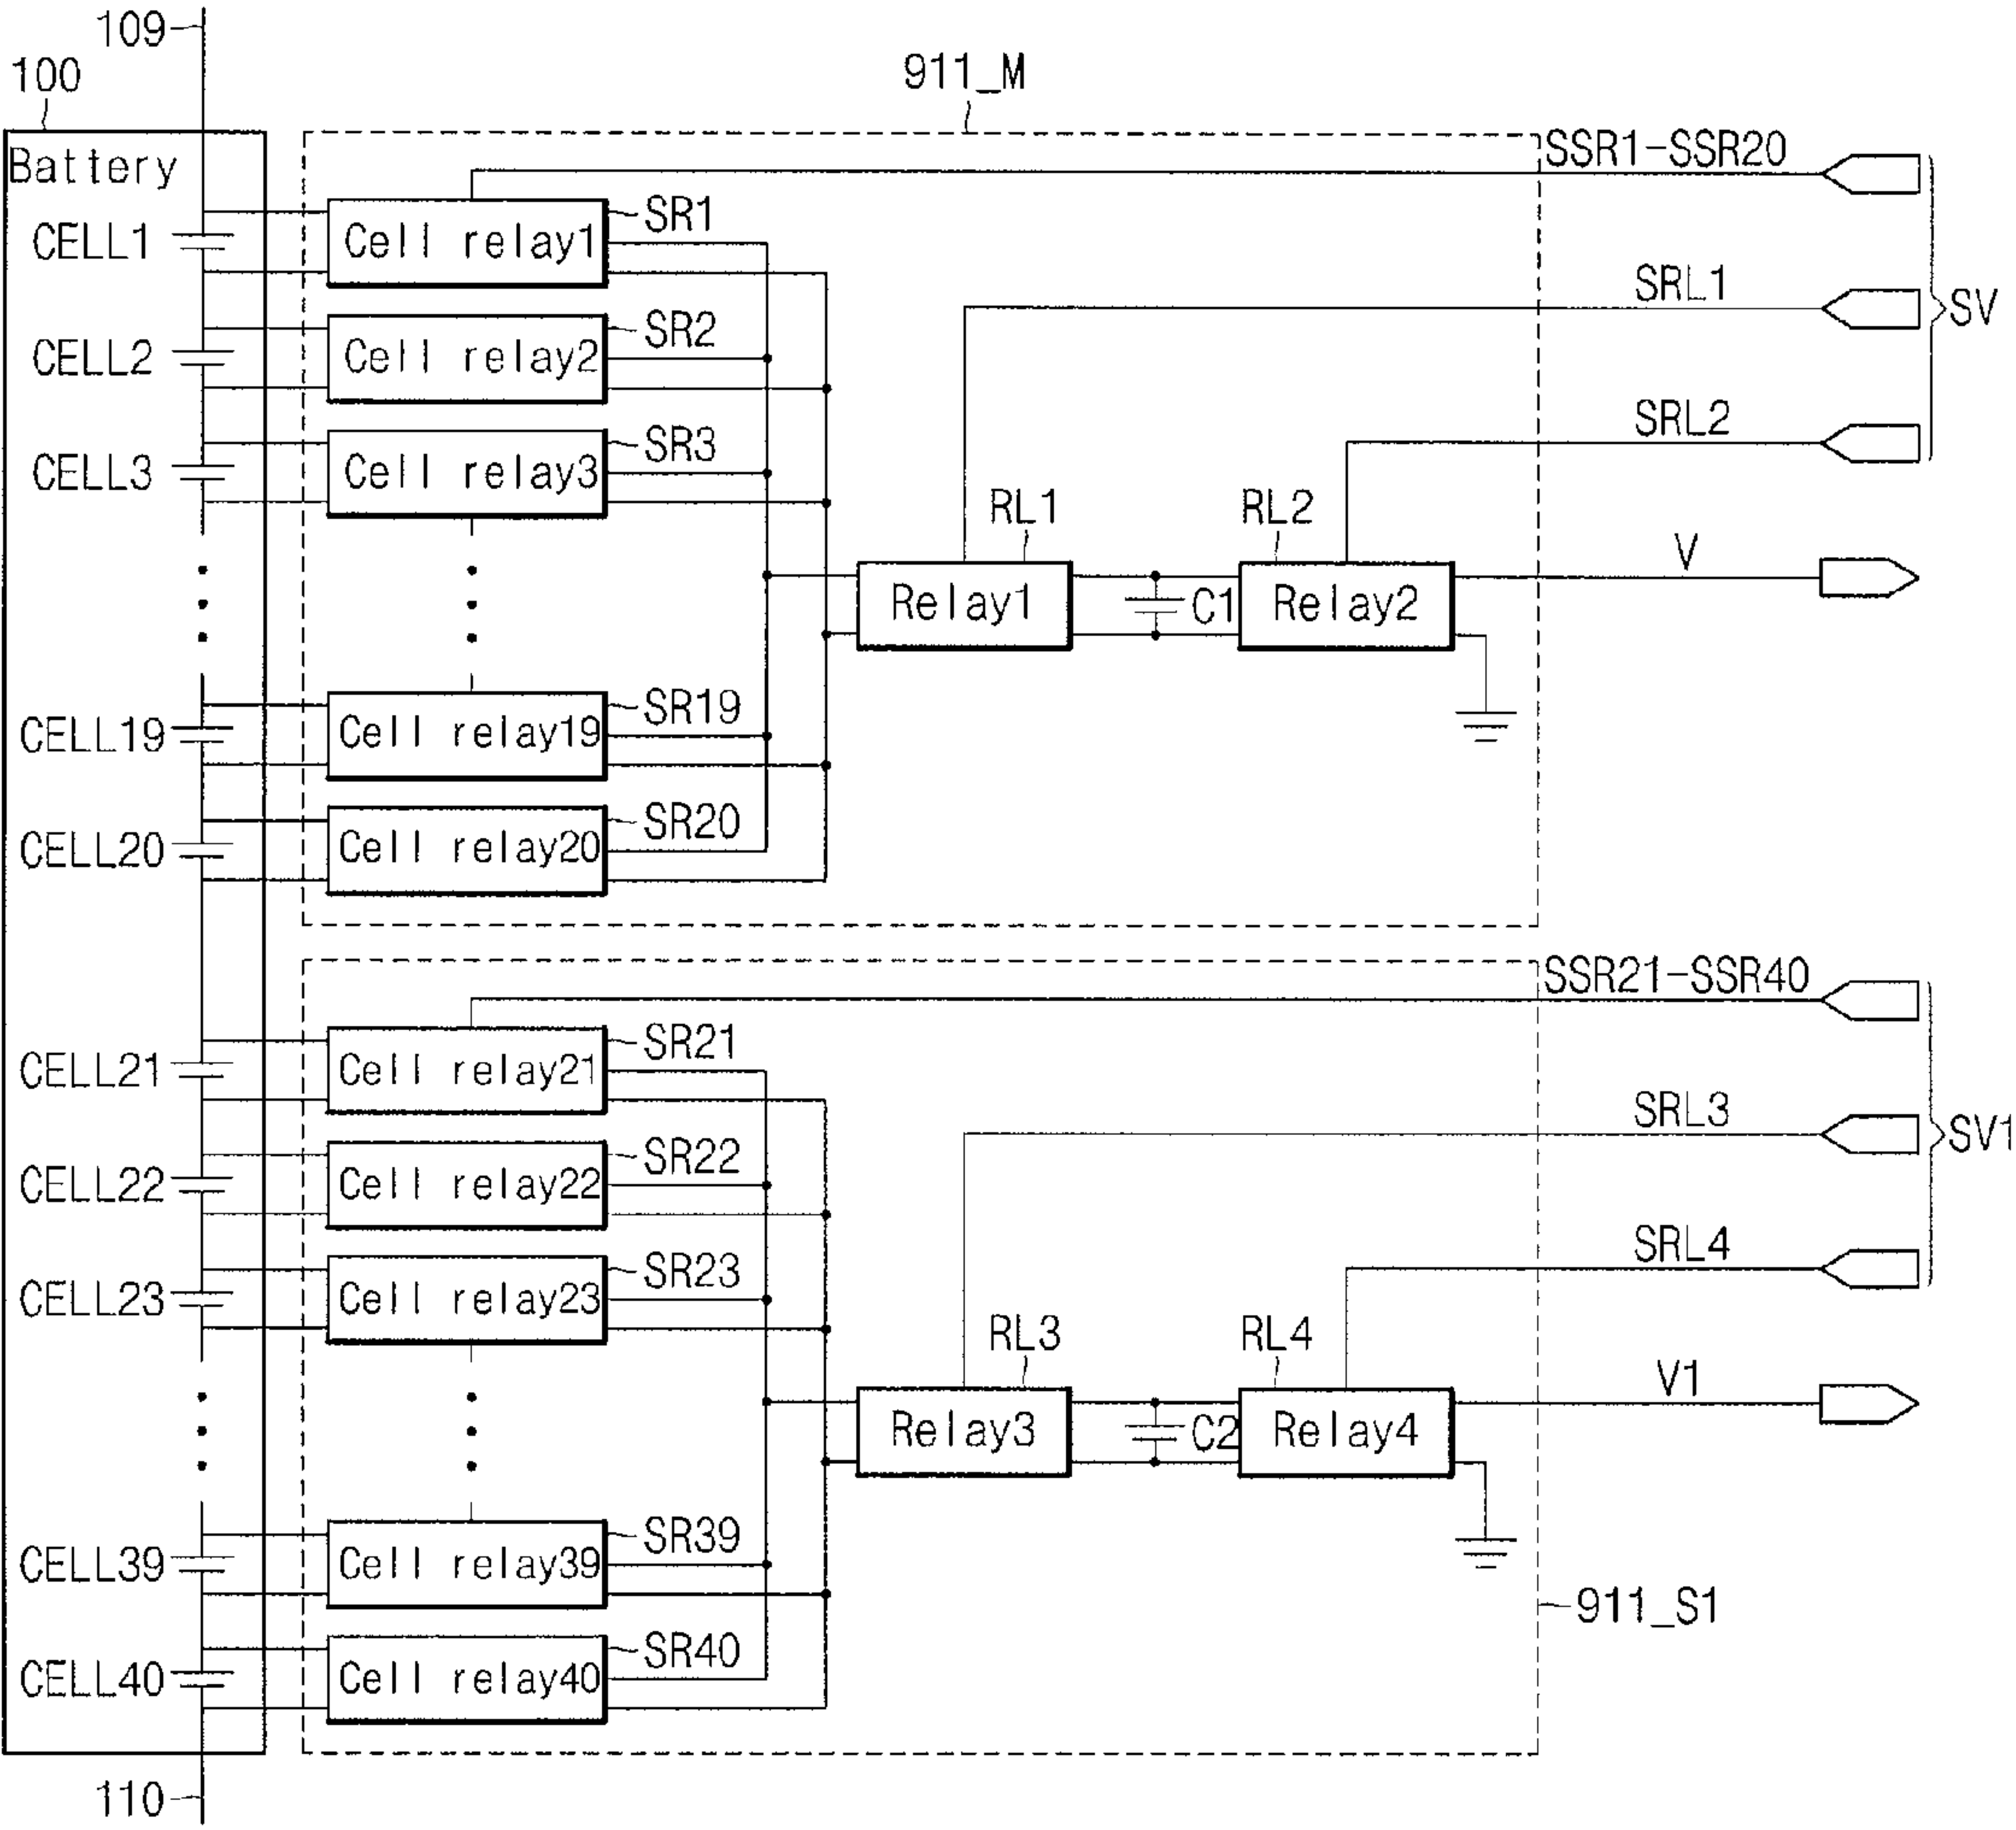 109
100
911_M
Battery
SSR1-SSR20
CELL1
Cell relay1
SR1
SRL1
SV
CELL2
Cell relay2
SR2
SRL2
CELL3
Cell relay3
SR3
RL1
RL2
V
Relay1
C1
Relay2
CELL19
Cell relay19
SR19
CELL20
Cell relay20
SR20
SSR21-SSR40
CELL21
Cell relay21
SR21
SRL3
SV1
CELL22
Cell relay22
SR22
SRL4
CELL23
Cell relay23
SR23
RL3
RL4
V1
Relay3
C2
Relay4
CELL39
Cell relay39
SR39
911_S1
CELL40
Cell relay40
SR40
110